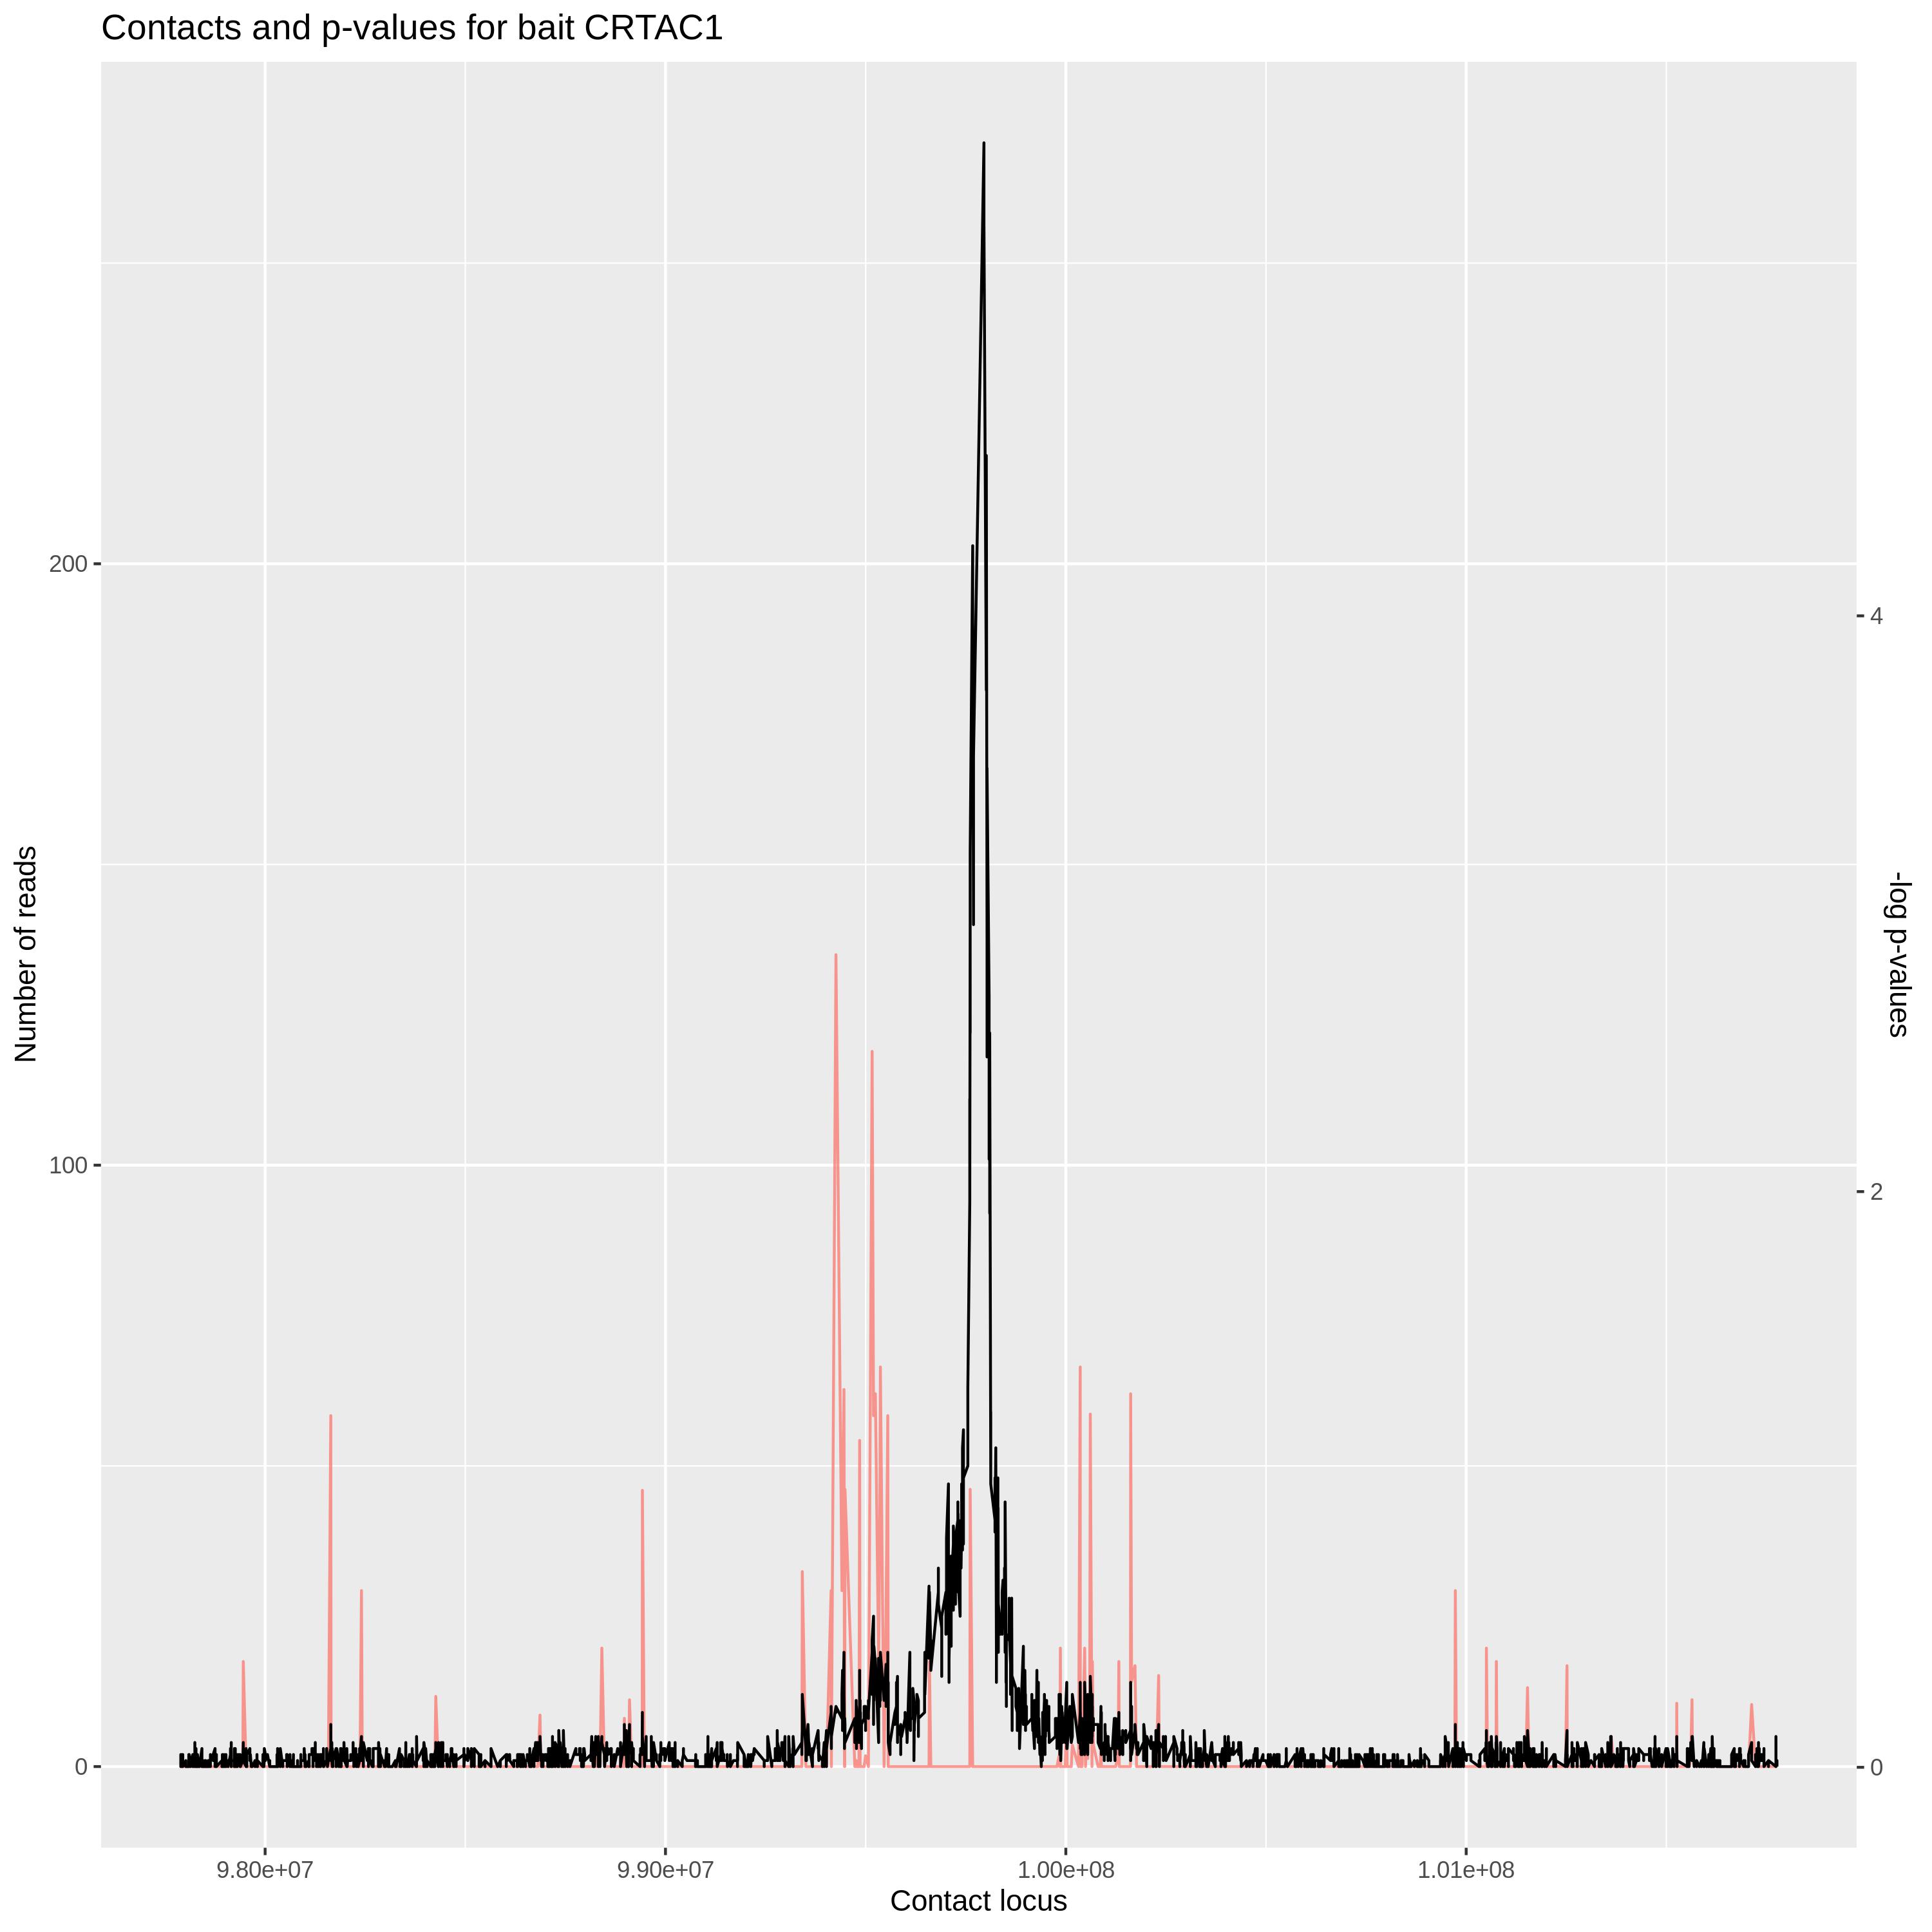 Contacts and p-values for bait CRTAC1
Number of reads
200
100
0
4
2
0
-log p-values
9.80e+07
9.90e+07
1.00e+08
1.01e+08
Contact locus